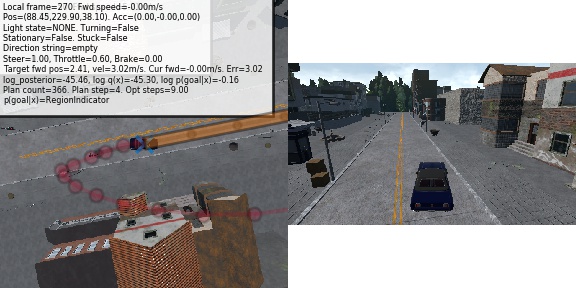 Local frame=270. Fwd speed=-0.00m/s
Pos=(88.45,229.90,38.10). Acc=(0.00,-0.00,0.00)
Light state=NONE. Turning=False
Stationary=False. Stuck=False
Direction string=empty
Steer=1.00, Throttle=0.60, Brake=0.00
Target fwd pos=2.41, vel=3.02m/s. Cur fwd=-0.00m/s. Err=3.02
log_posterior=-45.46, log q(x)=-45.30, log p(goal|x)=-0.16
Plan count=366. Plan step=4. Opt steps=9.00
p(goal|x)=RegionIndicator